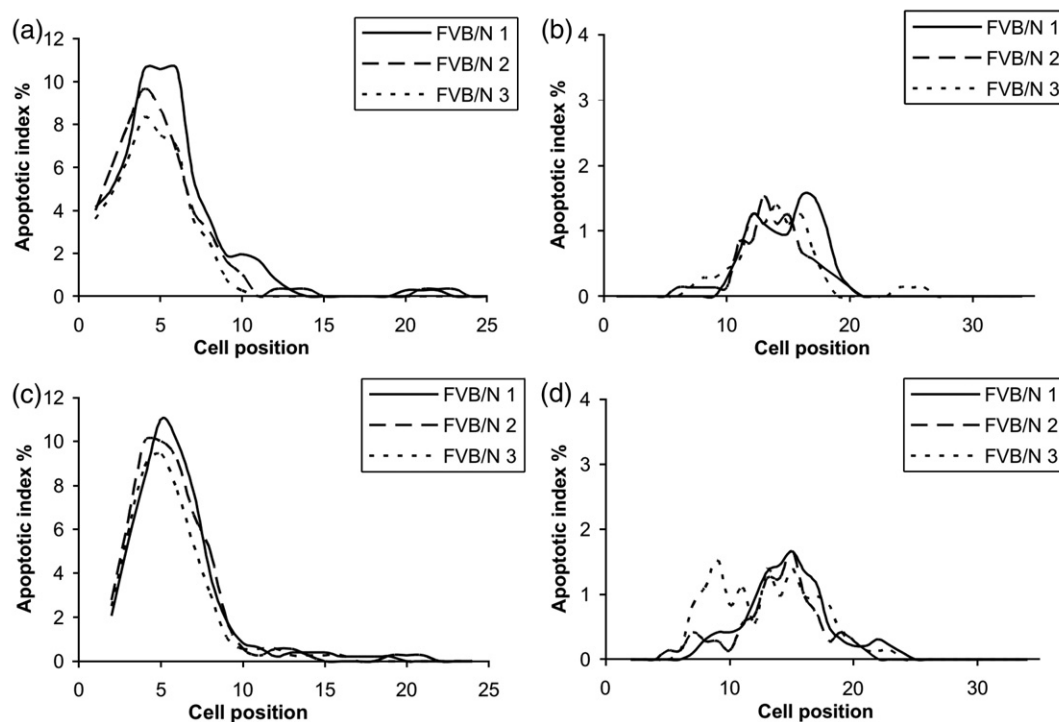 (a)
FVB/N 1
FVB/N 2
FVB/N 3
Apoptotic index %
12
10
8
6
4
2
0
0 5 10 15 20 25
Cell position
(b)
FVB/N 1
FVB/N 2
FVB/N 3
Apoptotic index %
4
3
2
1
0
0 10 20 30
Cell position
(c)
FVB/N 1
FVB/N 2
FVB/N 3
Apoptotic index %
12
10
8
6
4
2
0
0 5 10 15 20 25
Cell position
(d)
FVB/N 1
FVB/N 2
FVB/N 3
Apoptotic index %
4
3
2
1
0
0 10 20 30
Cell position